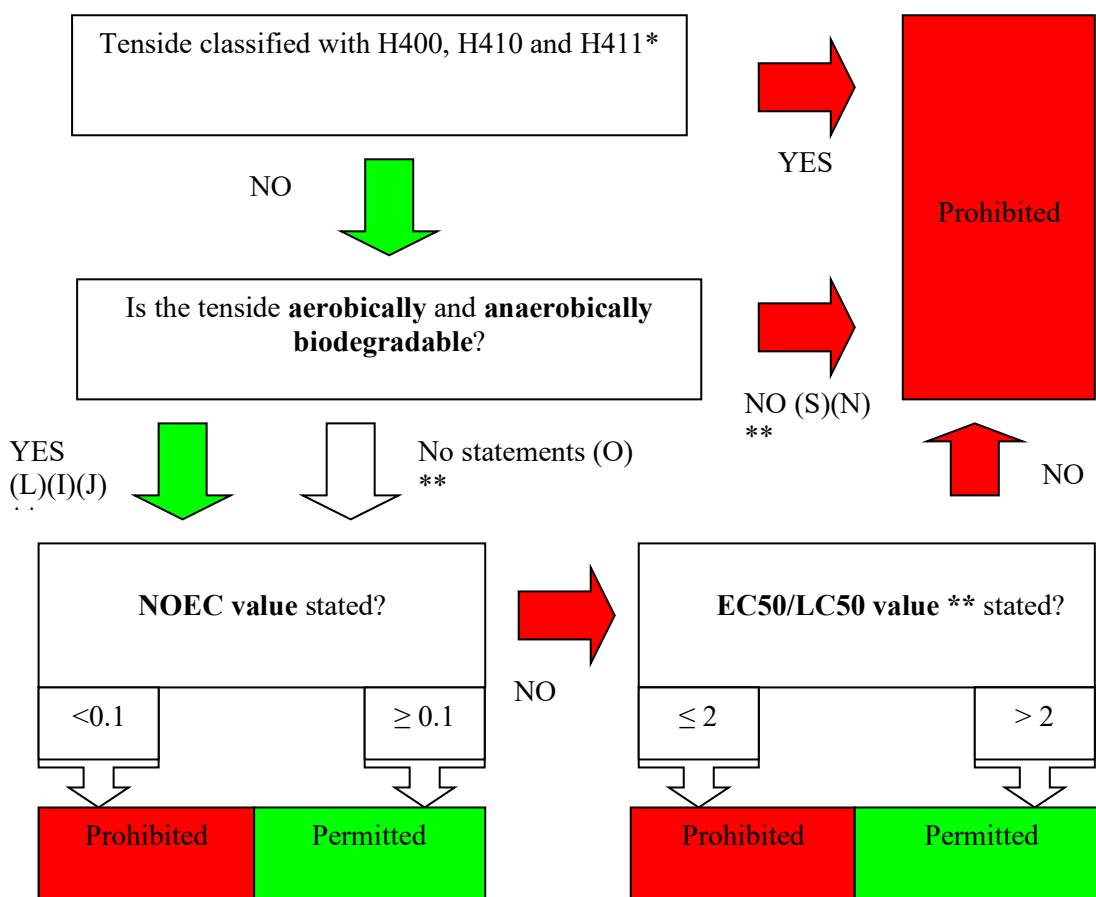 Tenside classified with H400, H410 and H411*
YES
NO
Prohibited
Is the tenside aerobically and anaerobically
biodegradable?
NO (S)(N)
**
YES
(L)(I)(J)
No statements (O)
**
NO
NOEC value stated?
NO
EC50/LC50 value ** stated?
<0.1
≥ 0.1
≤ 2
> 2
Prohibited
Permitted
Prohibited
Permitted